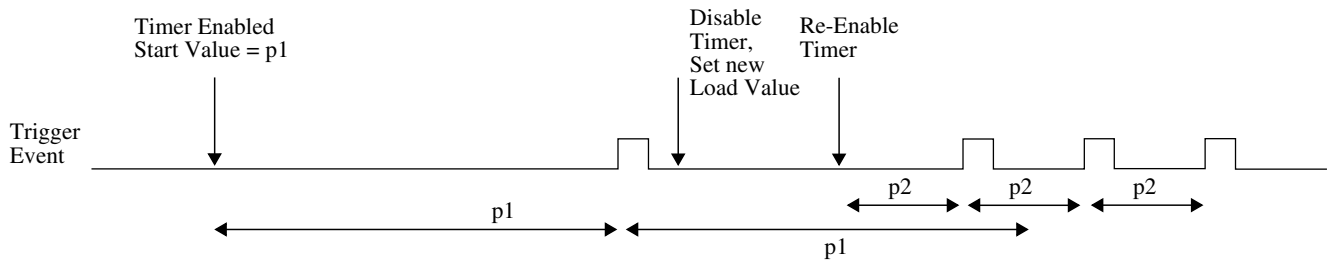 Timer Enabled
Start Value = p1
Disable
Timer,
Set new
Load Value
Re-Enable
Timer
Trigger
Event
p1
p1
p2
p2
p2